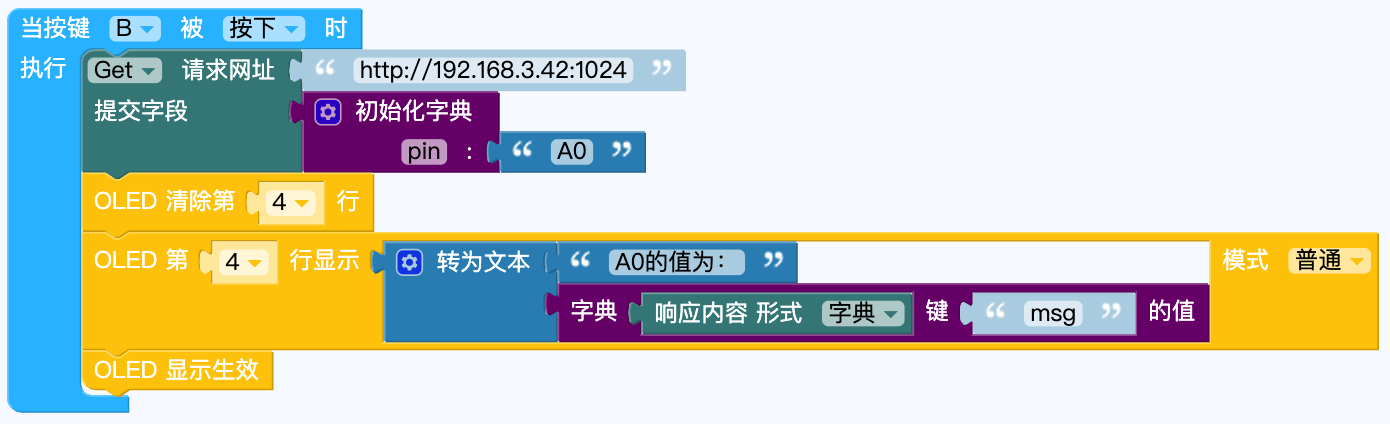 当按键 B 被 按下 时
执行 Get 请求网址 “ http://192.168.3.42:1024 ”
提交字段 初始化字典
pin : “ A0 ”
OLED 清除第 4 行
OLED 第 4 行显示 转为文本 “ A0的值为： ” 模式 普通
字典 响应内容 形式 字典 键 “ msg ” 的值
OLED 显示生效